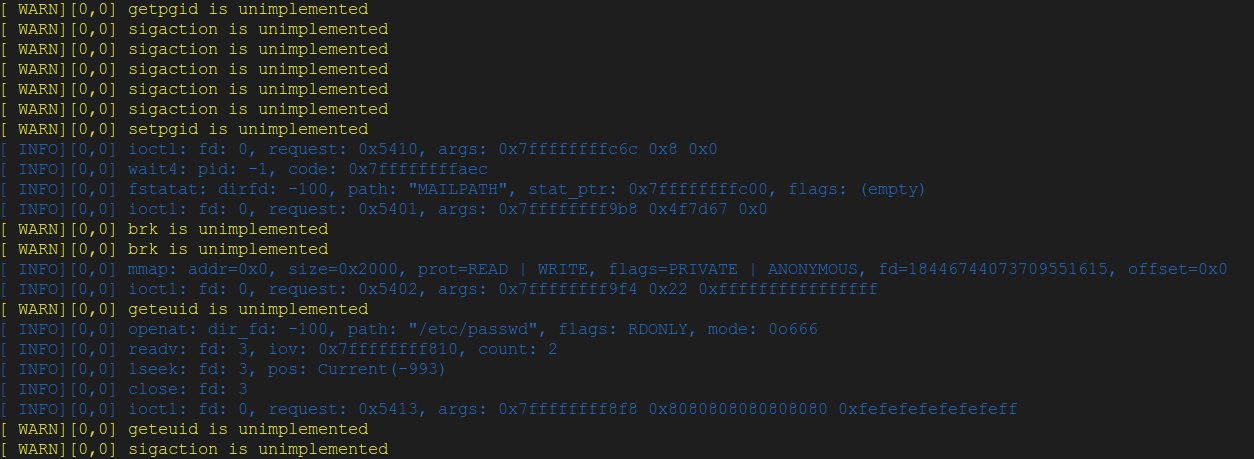 [ WARN][0,0] getpgid is unimplemented
[ WARN][0,0] sigaction is unimplemented
[ WARN][0,0] sigaction is unimplemented
[ WARN][0,0] sigaction is unimplemented
[ WARN][0,0] sigaction is unimplemented
[ WARN][0,0] sigaction is unimplemented
[ WARN][0,0] setpgid is unimplemented
[ INFO][0,0] ioctl: fd: 0, request: 0x5410, args: 0x7ffffffffc6c 0x8 0x0
[ INFO][0,0] wait4: pid: -1, code: 0x7ffffffffaec
[ INFO][0,0] fstatat: dirfd: -100, path: "MAILPATH", stat_ptr: 0x7ffffffffc00, flags: (empty)
[ INFO][0,0] ioctl: fd: 0, request: 0x5401, args: 0x7fffffff​f9b8 0x4f7d67 0x0
[ WARN][0,0] brk is unimplemented
[ WARN][0,0] brk is unimplemented
[ INFO][0,0] mmap: addr=0x0, size=0x2000, prot=READ | WRITE, flags=PRIVATE | ANONYMOUS, fd=18446744073709551615, offset=0x0
[ INFO][0,0] ioctl: fd: 0, request: 0x5402, args: 0x7ffffffff9f4 0x22 0xffffffffffffffff
[ WARN][0,0] geteuid is unimplemented
[ INFO][0,0] openat: dir_fd: -100, path: "/etc/passwd", flags: RDONLY, mode: 0o666
[ INFO][0,0] readv: fd: 3, iov: 0x7ffffffff810, count: 2
[ INFO][0,0] lseek: fd: 3, pos: Current(-993)
[ INFO][0,0] close: fd: 3
[ INFO][0,0] ioctl: fd: 0, request: 0x5413, args: 0x7ffffffff8f8 0x8080808080808080 0xfefefefefefefeff
[ WARN][0,0] geteuid is unimplemented
[ WARN][0,0] sigaction is unimplemented